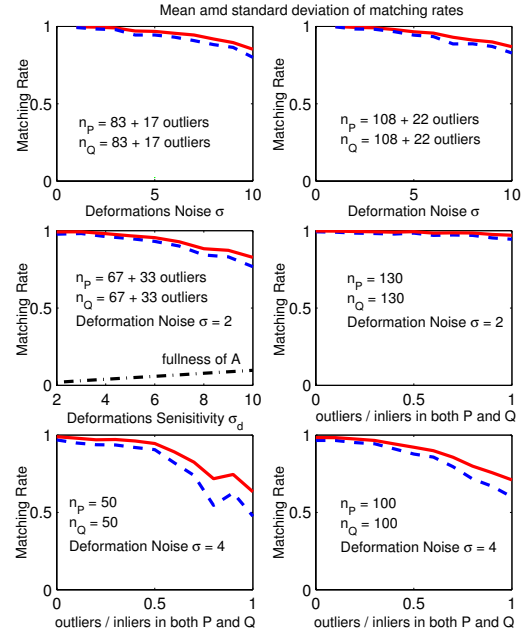 Mean amd standard deviation of matching rates
1
0.5
0
Matching Rate
n_P = 83 + 17 outliers
n_Q = 83 + 17 outliers
0 5 10
Deformations Noise σ
1
0.5
0
Matching Rate
n_P = 108 + 22 outliers
n_Q = 108 + 22 outliers
0 5 10
Deformations Noise σ
1
0.5
0
Matching Rate
n_P = 67 + 33 outliers
n_Q = 67 + 33 outliers
Deformation Noise σ = 2
fullness of A
2 4 6 8 10
Deformations Senisitivity σ_d
1
0.5
0
Matching Rate
n_P = 130
n_Q = 130
Deformation Noise σ = 2
0 0.5 1
outliers / inliers in both P and Q
1
0.5
0
Matching Rate
n_P = 50
n_Q = 50
Deformation Noise σ = 4
0 0.5 1
outliers / inliers in both P and Q
1
0.5
0
Matching Rate
n_P = 100
n_Q = 100
Deformation Noise σ = 4
0 0.5 1
outliers / inliers in both P and Q